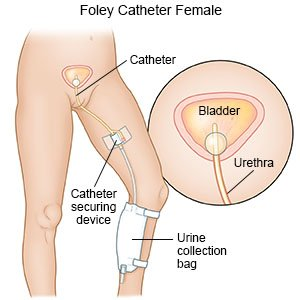 Foley Catheter Female
Catheter
Bladder
Urethra
Catheter
securing
device
Urine
collection
bag